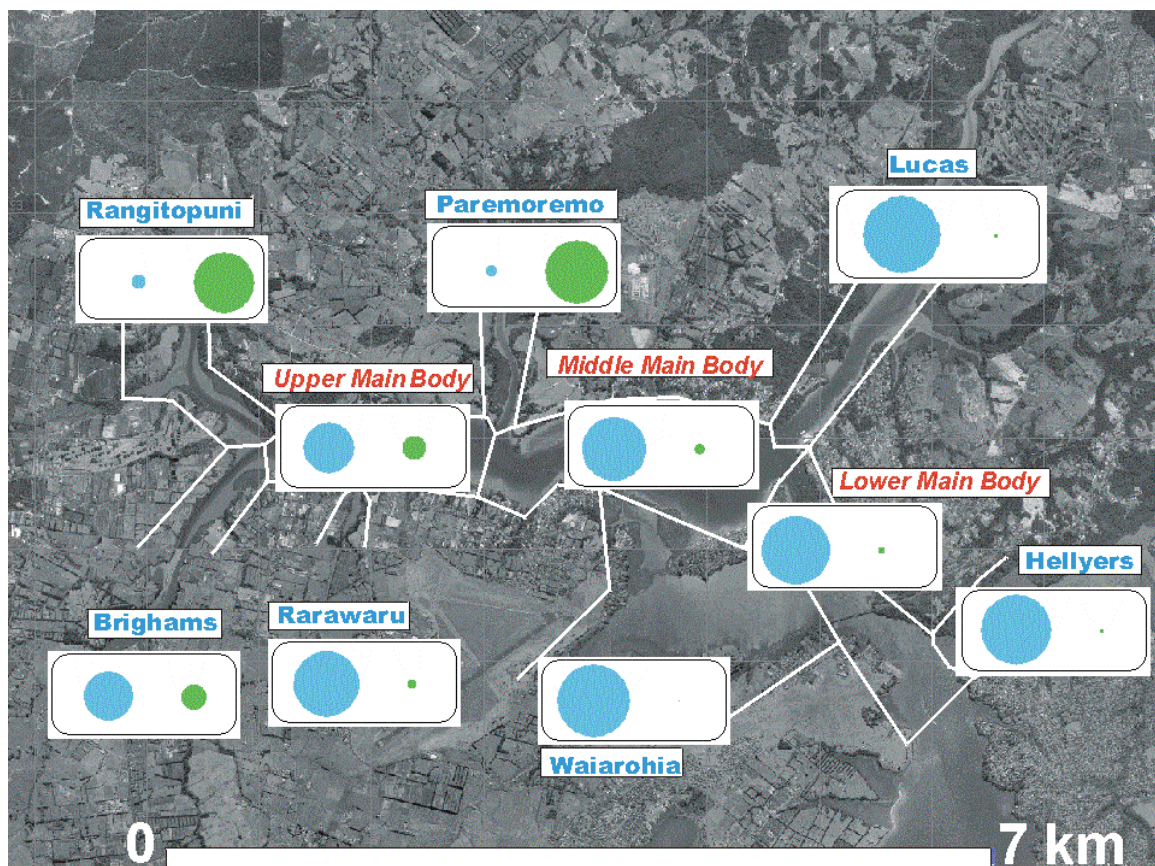 Lucas
Rangitopuni
Paremoremo
Middle Main Body
Upper Main Body
Lower Main Body
Hellyers
Brighams
Rarawaru
Waiarohia
0
7 km